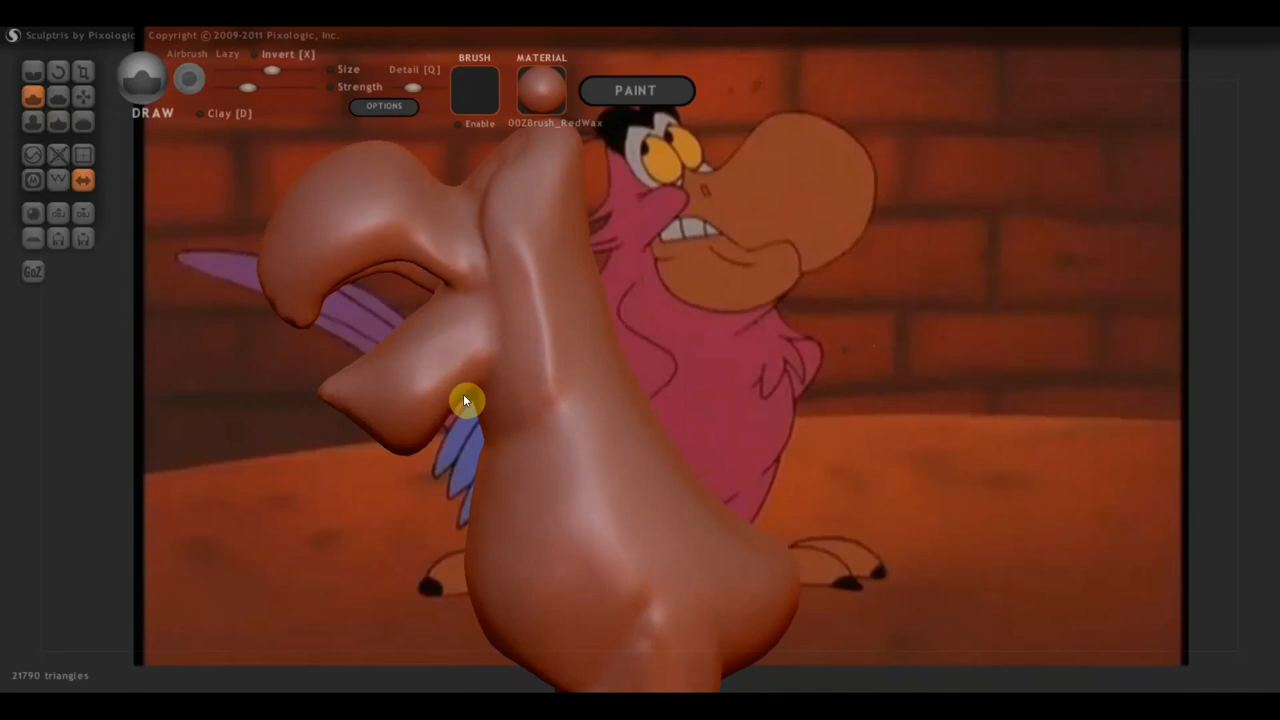 Sculptris by Pixologic Copyright © 2009-2011 Pixologic, Inc.
Airbrush Lazy Invert [X]
BRUSH MATERIAL
Size Detail [Q]
Strength
PAINT
OPTIONS
DRAW Clay [D]
Enable 00ZBrush_RedWax
GoZ
21790 triangles